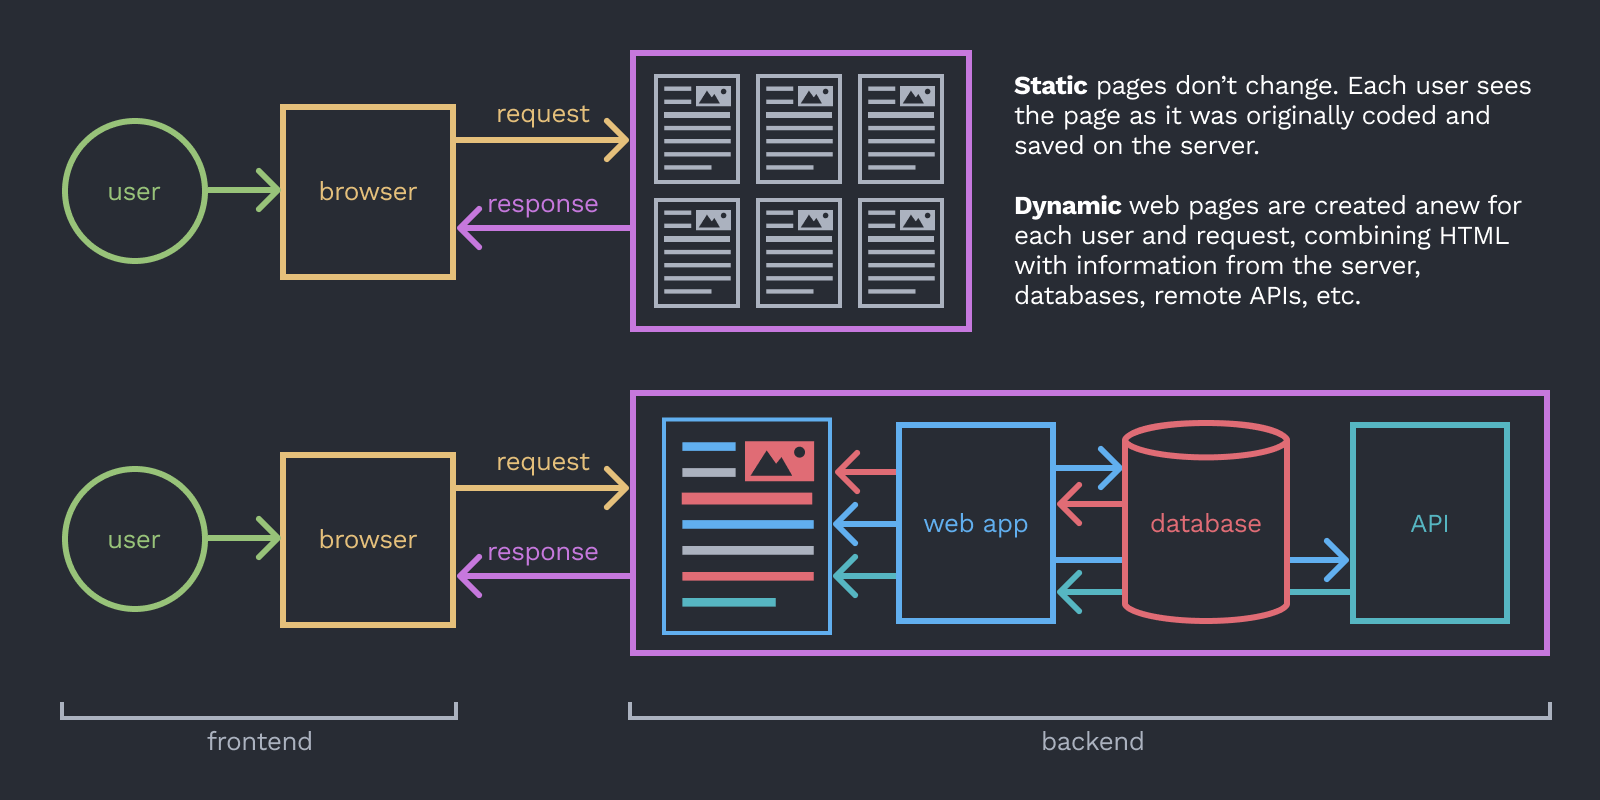 user
browser
request
response
Static pages don’t change. Each user sees
the page as it was originally coded and
saved on the server.
Dynamic web pages are created anew for
each user and request, combining HTML
with information from the server,
databases, remote APIs, etc.
user
browser
request
response
web app
database
API
frontend
backend